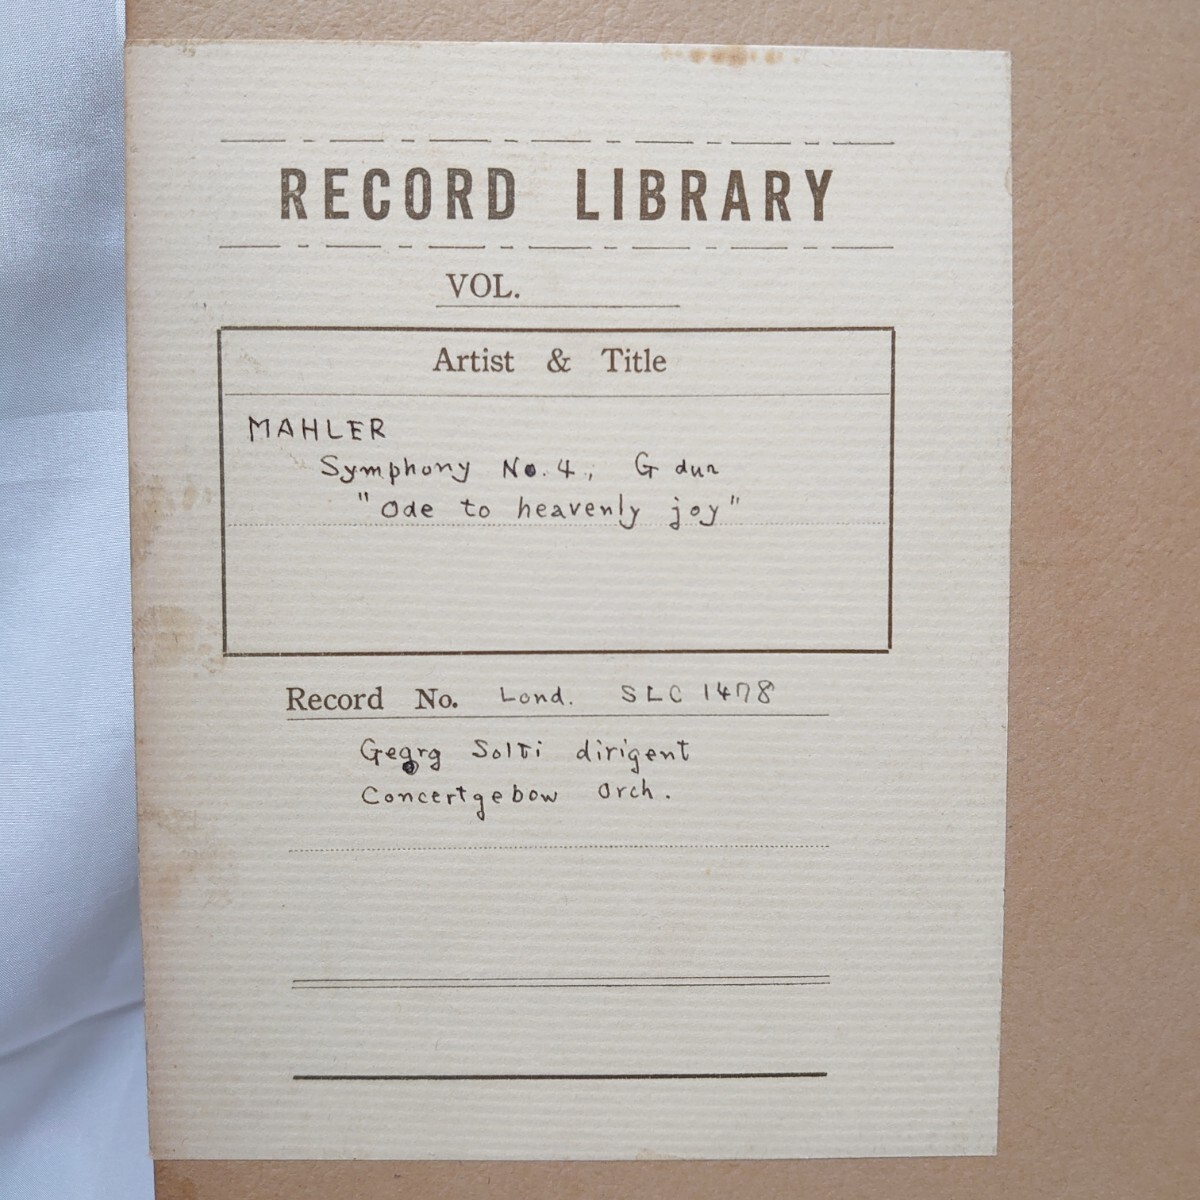 RECORD LIBRARY
VOL.
Artist & Title
MAHLER
Symphony No. 4, G dur
"Ode to heavenly joy"
Record No. Lond. SLC 1478
Georg Solti dirigent
Concertgebow Orch.